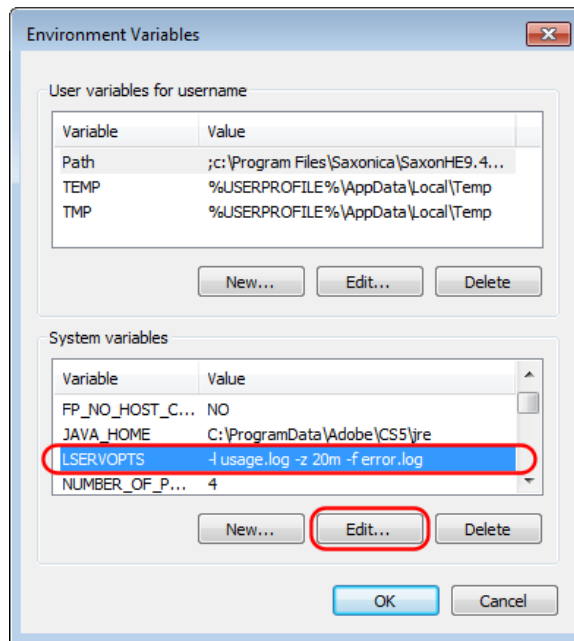 Environment Variables
User variables for username
Variable Value
Path ;c:\Program Files\Saxonica\SaxonHE9.4...
TEMP %USERPROFILE%\AppData\Local\Temp
TMP %USERPROFILE%\AppData\Local\Temp
New... Edit... Delete
System variables
Variable Value
FP_NO_HOST_C... NO
JAVA_HOME C:\ProgramData\Adobe\CS5\jre
LSERVOPTS -l usage.log -z 20m -f error.log
NUMBER_OF_P... 4
New... Edit... Delete
OK Cancel